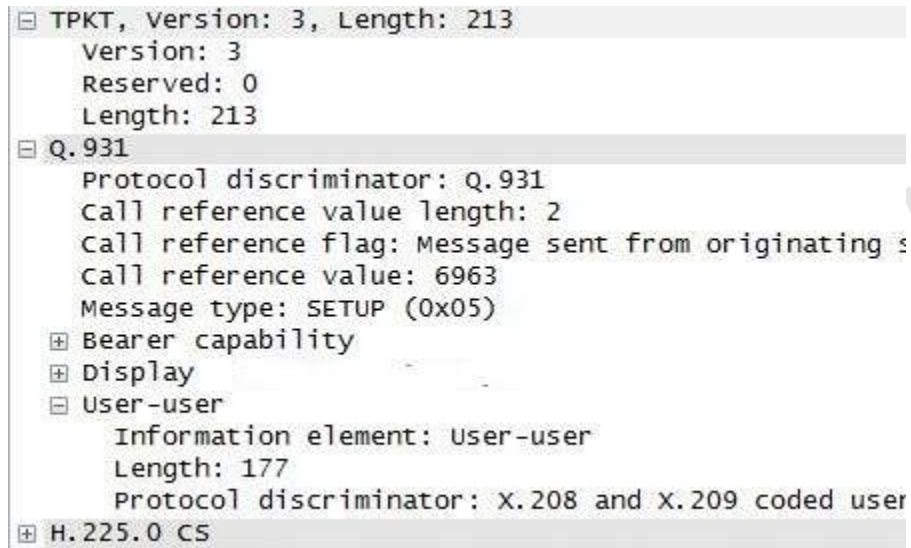 TPKT, Version: 3, Length: 213
Version: 3
Reserved: 0
Length: 213
Q.931
Protocol discriminator: Q.931
Call reference value length: 2
Call reference flag: Message sent from originating s
Call reference value: 6963
Message type: SETUP (0x05)
Bearer capability
Display
User-user
Information element: User-user
Length: 177
Protocol discriminator: X.208 and X.209 coded user
H.225.0 CS